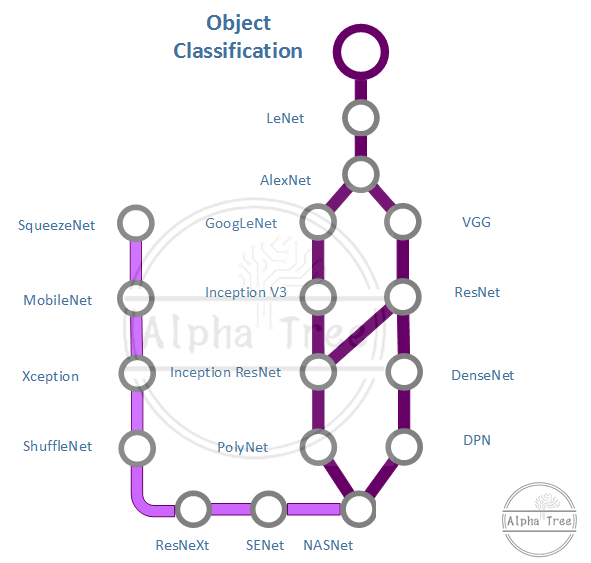 Object
Classification
LeNet
AlexNet
SqueezeNet
GoogLeNet
VGG
MobileNet
Inception V3
ResNet
Alpha Tree
Xception
Inception ResNet
DenseNet
ShuffleNet
PolyNet
DPN
ResNeXt
SENet
NASNet
Alpha Tree